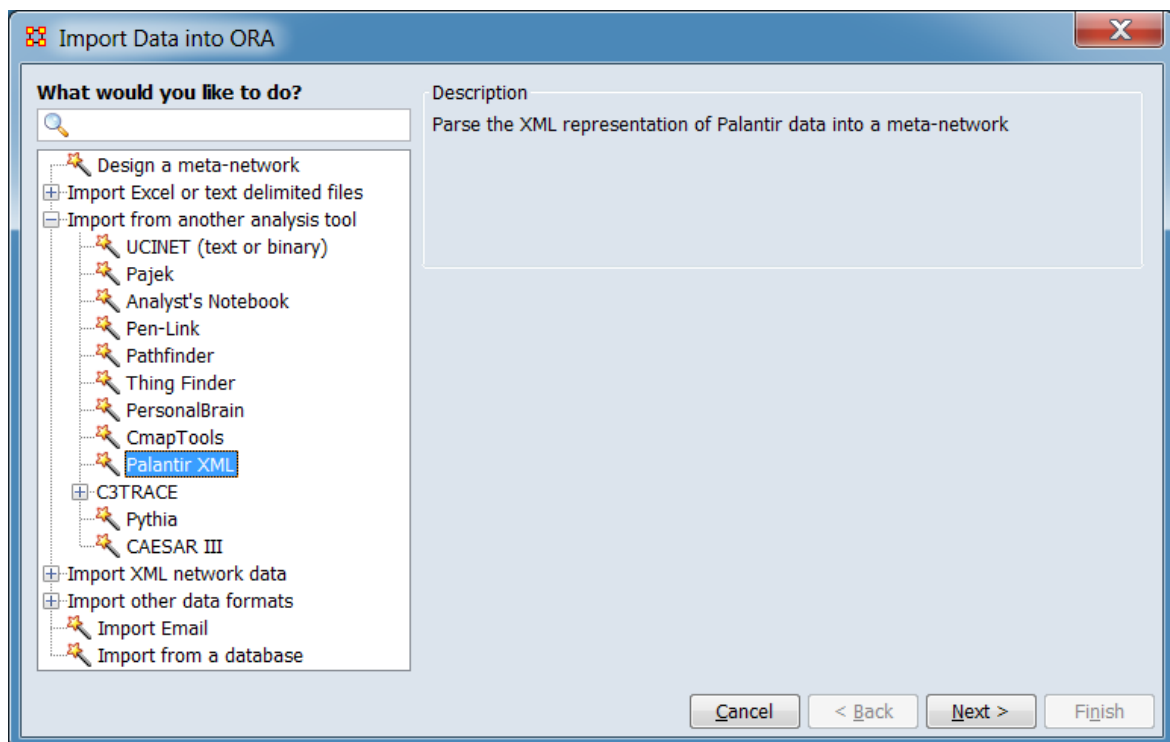 Import Data into ORA
What would you like to do?
Design a meta-network
Import Excel or text delimited files
Import from another analysis tool
UCINET (text or binary)
Pajek
Analyst's Notebook
Pen-Link
Pathfinder
Thing Finder
PersonalBrain
CmapTools
Palantir XML
C3TRACE
Pythia
CAESAR III
Import XML network data
Import other data formats
Import Email
Import from a database
Description
Parse the XML representation of Palantir data into a meta-network
Cancel
< Back
Next >
Finish